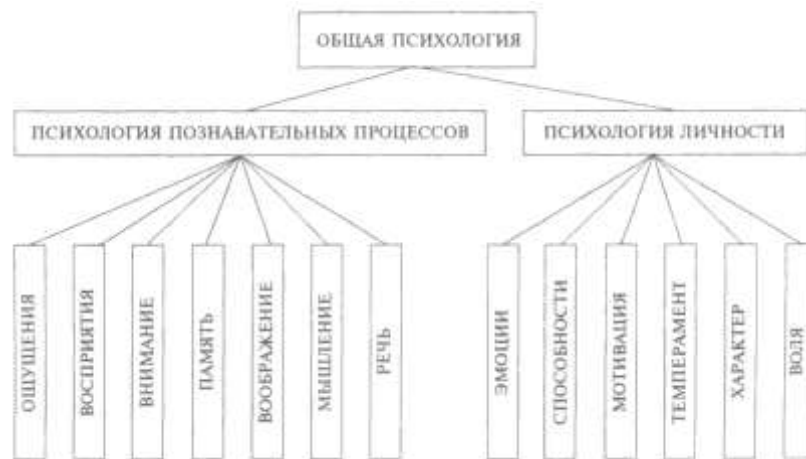 ОБЩАЯ ПСИХОЛОГИЯ
ПСИХОЛОГИЯ ПОЗНАВАТЕЛЬНЫХ ПРОЦЕССОВ
ПСИХОЛОГИЯ ЛИЧНОСТИ
ОЩУЩЕНИЯ
ВОСПРИЯТИЯ
ВНИМАНИЕ
ПАМЯТЬ
ВООБРАЖЕНИЕ
МЫШЛЕНИЕ
РЕЧЬ
ЭМОЦИИ
СПОСОБНОСТИ
МОТИВАЦИЯ
ТЕМПЕРАМЕНТ
ХАРАКТЕР
ВОЛЯ